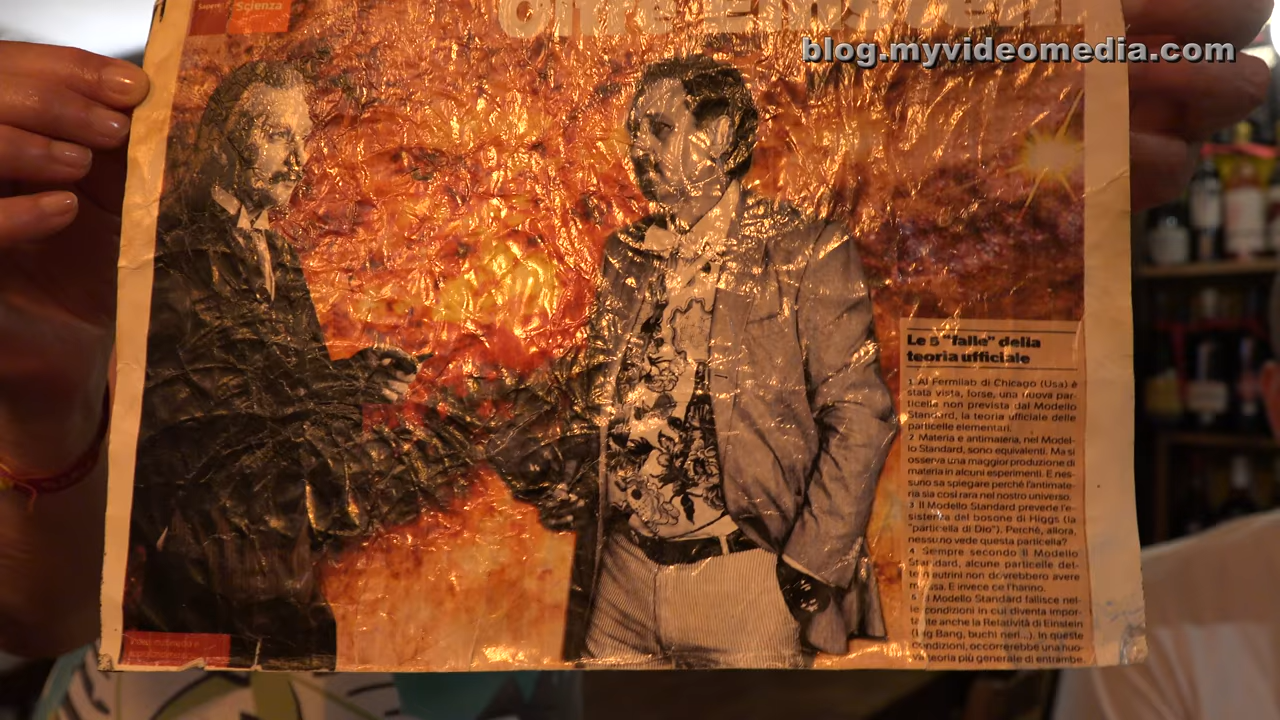 Scienza
oltre Einstein
blog.myvideomedia.com
Le 5 "falle" della
teoria ufficiale
1 Al Fermilab di Chicago (Usa) è
stata vista, forse, una nuova par-
ticella non prevista dal Modello
Standard, la teoria ufficiale delle
particelle elementari.
2 Materia e antimateria, nel Model-
lo Standard, sono equivalenti. Ma si
osserva una maggior produzione di
materia in alcuni esperimenti. E nes-
suno sa spiegare perché l'antimate-
ria sia così rara nel nostro universo.
3 Il Modello Standard prevede l'e-
sistenza del bosone di Higgs (la
"particella di Dio"). Perché, allora,
nessuno vede questa particella?
4 Sempre secondo il Modello
Standard, alcune particelle det-
te neutrini non dovrebbero avere
massa. E invece ce l'hanno.
5 Il Modello Standard fallisce nel-
le condizioni in cui diventa impor-
tante anche la Relatività di Einstein
(Big Bang, buchi neri...). In queste
condizioni, occorrerebbe una nuo-
va teoria più generale di entrambe.